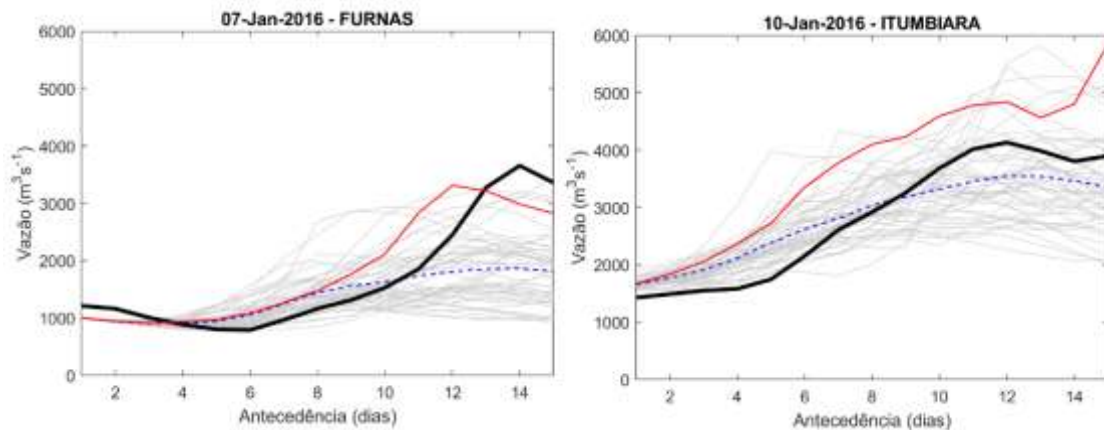 07-Jan-2016 - FURNAS
6000
5000
4000
3000
2000
1000
0
Vazão (m³s⁻¹)
2 4 6 8 10 12 14
Antecedência (dias)
10-Jan-2016 - ITUMBIARA
6000
5000
4000
3000
2000
1000
0
Vazão (m³s⁻¹)
2 4 6 8 10 12 14
Antecedência (dias)